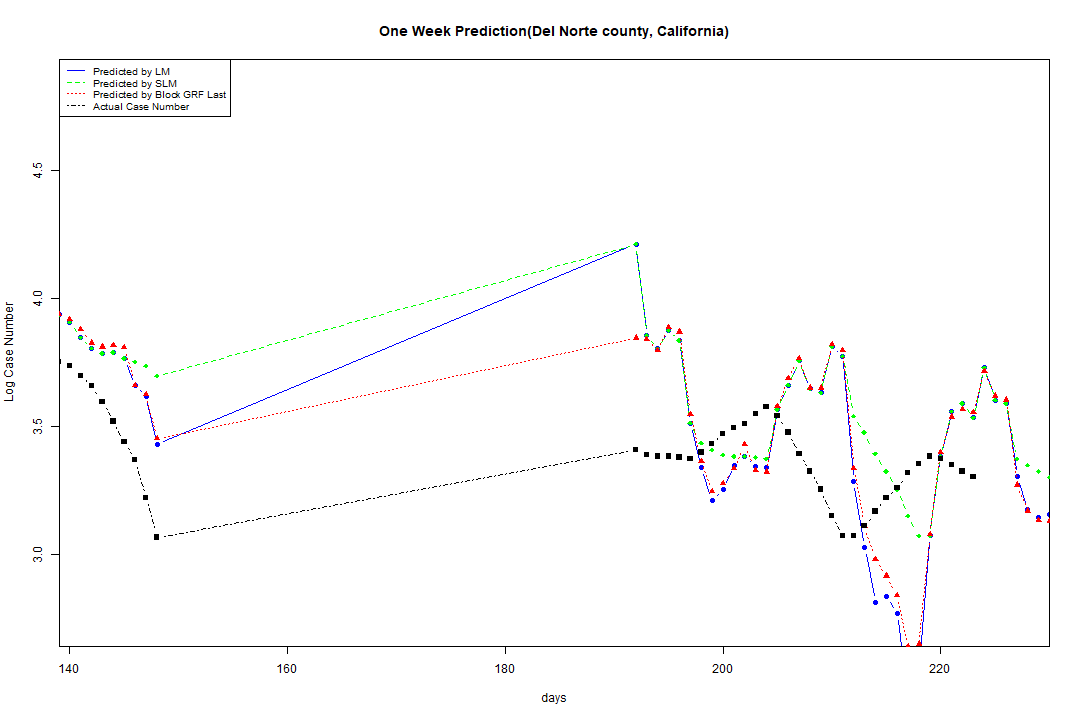 One Week Prediction(Del Norte county, California)
Predicted by LM
Predicted by SLM
Predicted by Block GRF Last
Actual Case Number
4.5
4.0
3.5
3.0
Log Case Number
140 160 180 200 220
days